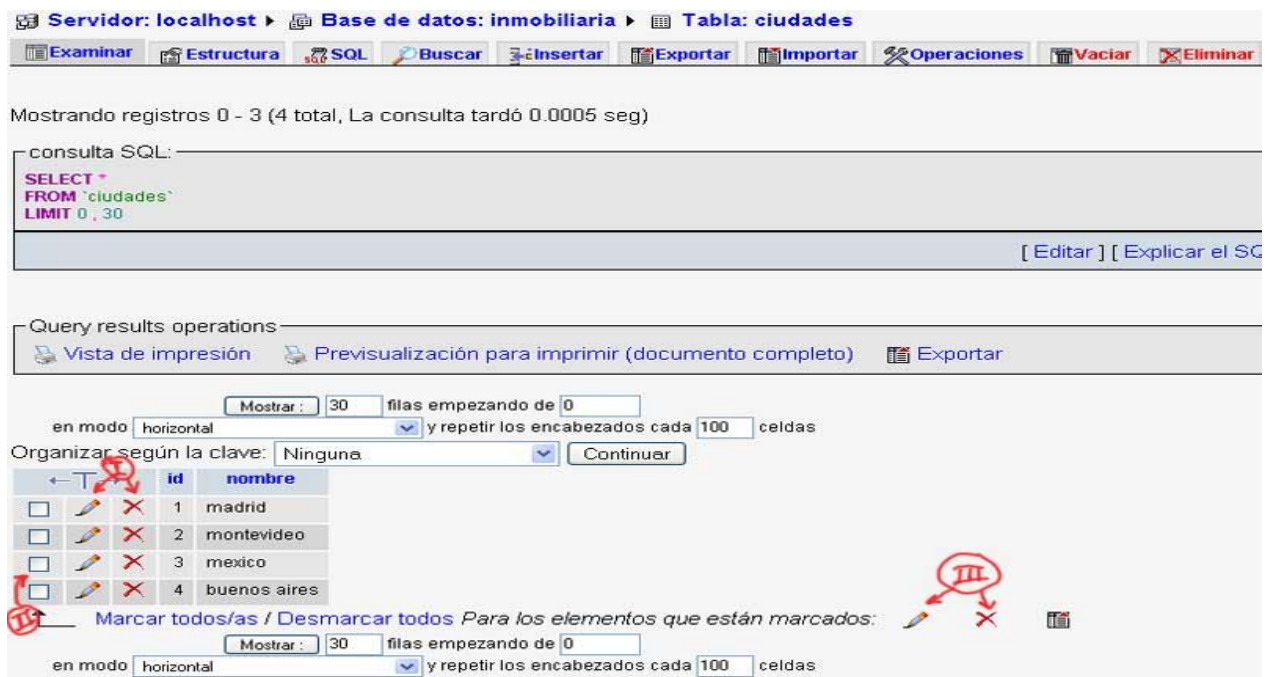 Servidor: localhost ▸ Base de datos: inmobiliaria ▸ Tabla: ciudades
Examinar Estructura SQL Buscar Insertar Exportar Importar Operaciones Vaciar Eliminar
Mostrando registros 0 - 3 (4 total, La consulta tardó 0.0005 seg)
consulta SQL:
SELECT *
FROM `ciudades`
LIMIT 0 , 30
[ Editar ] [ Explicar el SQ
Query results operations
Vista de impresión Previsualización para imprimir (documento completo) Exportar
Mostrar : 30 filas empezando de 0
en modo horizontal y repetir los encabezados cada 100 celdas
Organizar según la clave: Ninguna Continuar
I
←T→ id nombre
1 madrid
2 montevideo
3 mexico
4 buenos aires
III
II
Marcar todos/as / Desmarcar todos Para los elementos que están marcados:
Mostrar : 30 filas empezando de 0
en modo horizontal y repetir los encabezados cada 100 celdas